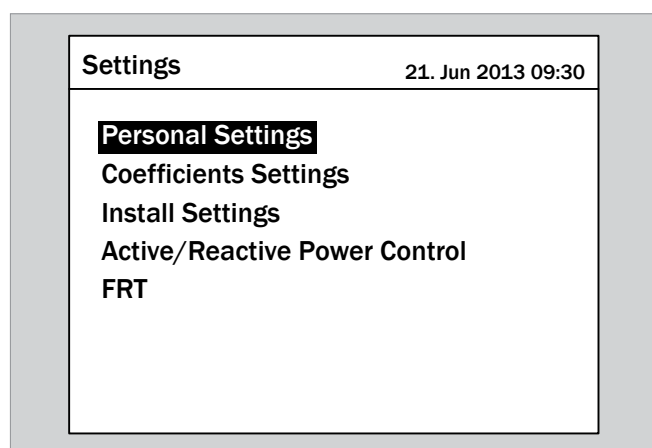 Settings
21. Jun 2013 09:30
Personal Settings
Coefficients Settings
Install Settings
Active/Reactive Power Control
FRT